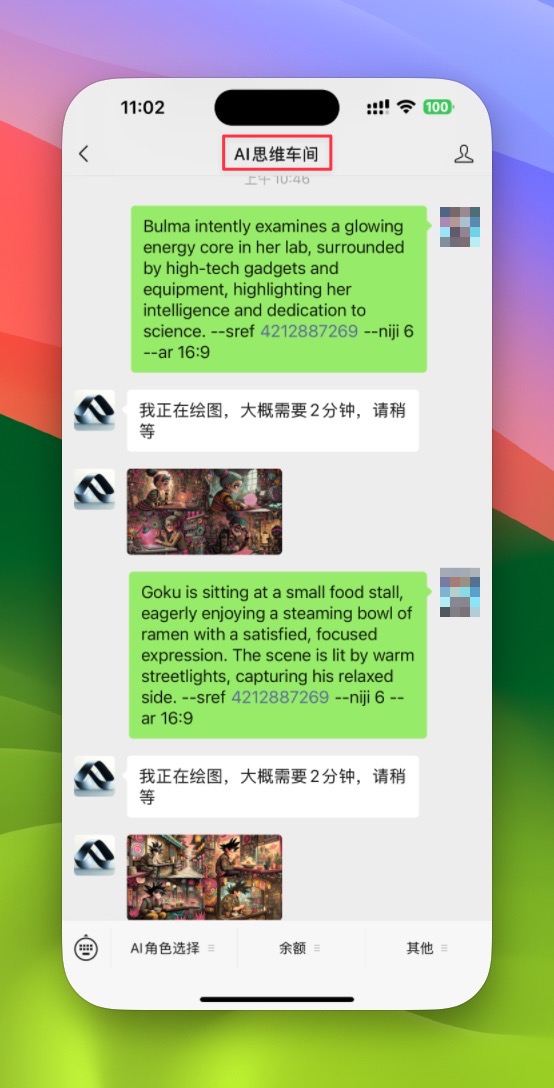 11:02
100
AI思维车间
上午 10:46
Bulma intently examines a glowing
energy core in her lab, surrounded
by high-tech gadgets and
equipment, highlighting her
intelligence and dedication to
science. --sref 4212887269 --niji 6
--ar 16:9
我正在绘图，大概需要2分钟，请稍
等
Goku is sitting at a small food stall,
eagerly enjoying a steaming bowl of
ramen with a satisfied, focused
expression. The scene is lit by warm
streetlights, capturing his relaxed
side. --sref 4212887269 --niji 6 --
ar 16:9
我正在绘图，大概需要2分钟，请稍
等
AI角色选择
余额
其他